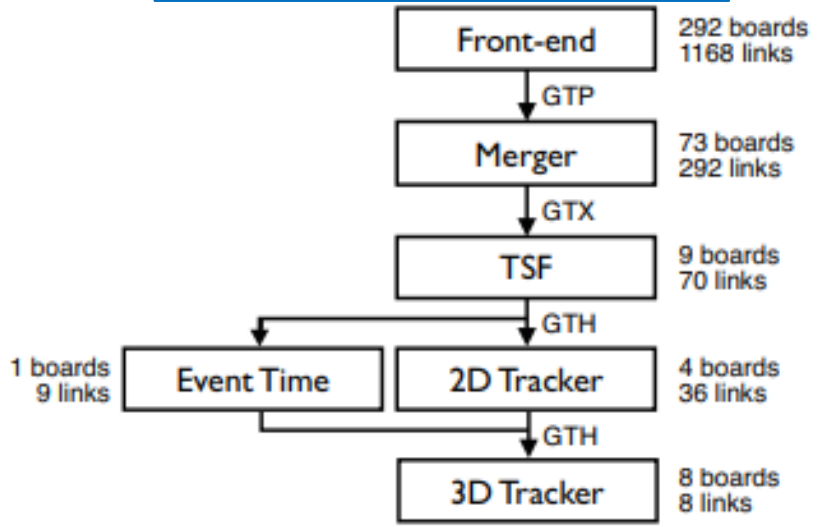 Front-end
292 boards
1168 links
GTP
Merger
73 boards
292 links
GTX
TSF
9 boards
70 links
GTH
1 boards
9 links
Event Time
2D Tracker
4 boards
36 links
GTH
3D Tracker
8 boards
8 links